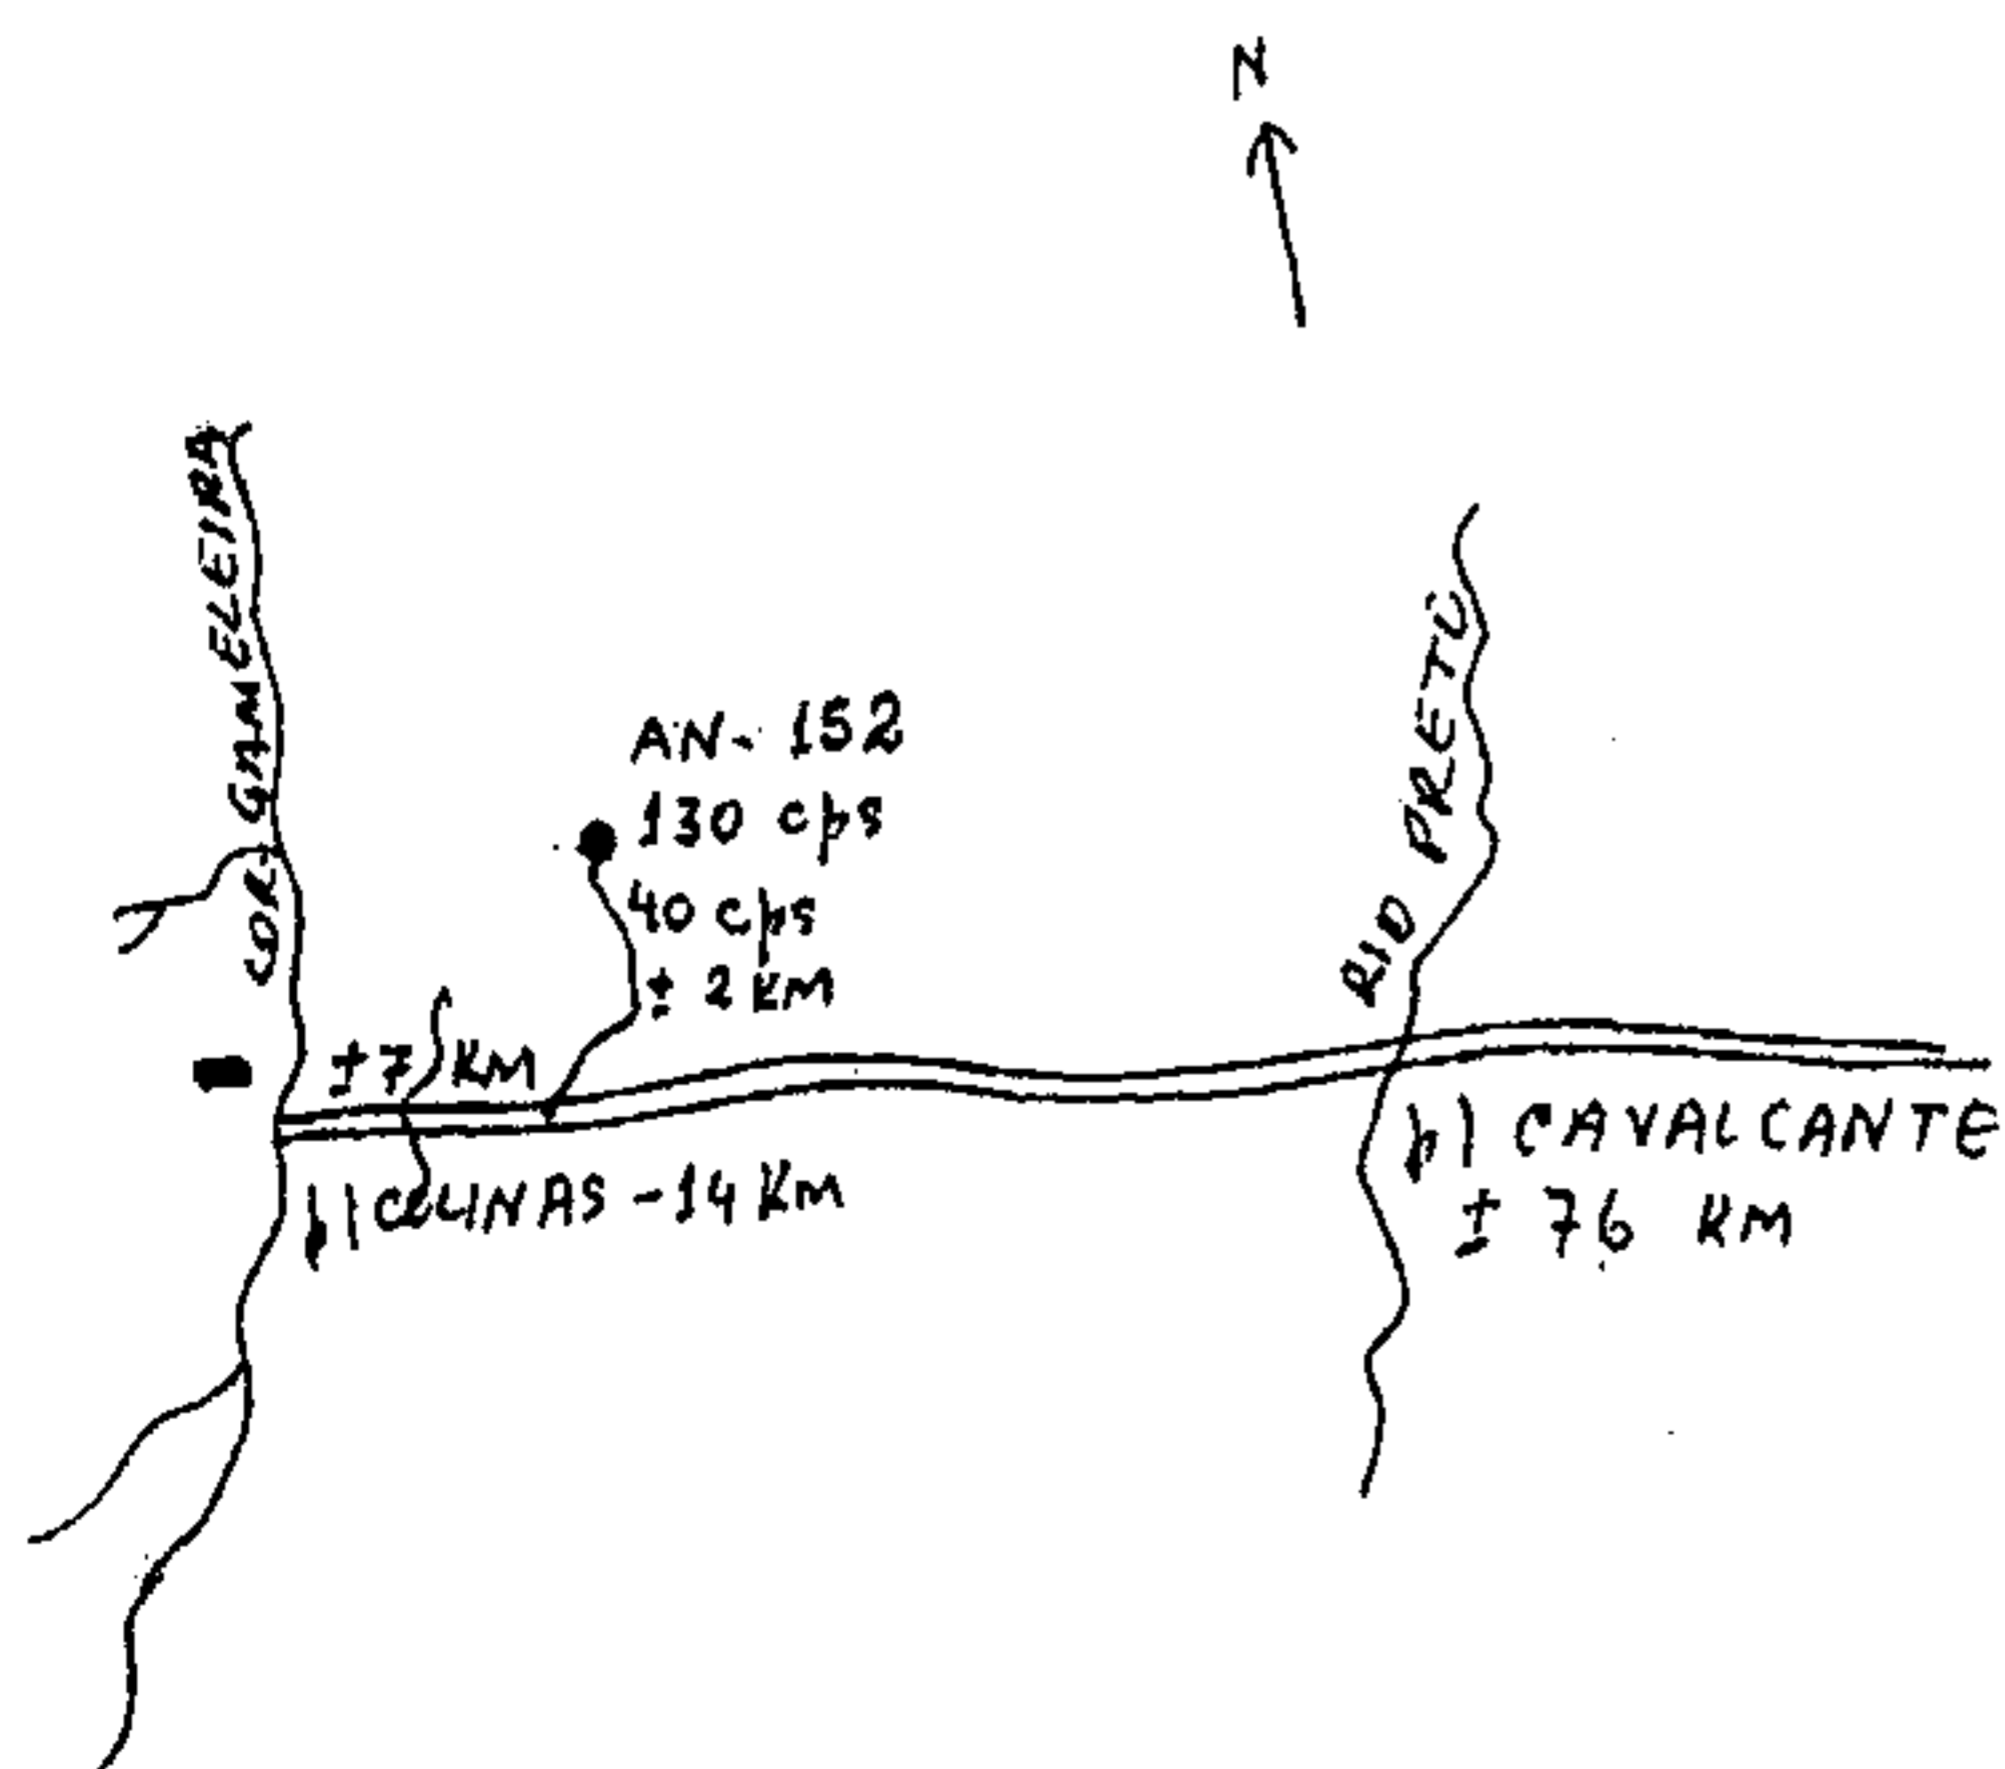 N
COR. GAMELEIRA
AN- 152
130 cps
40 cps
± 2 KM
RIO PRETO
±7 KM
p/ COLINAS -14 KM
p/ CAVALCANTE
± 76 KM